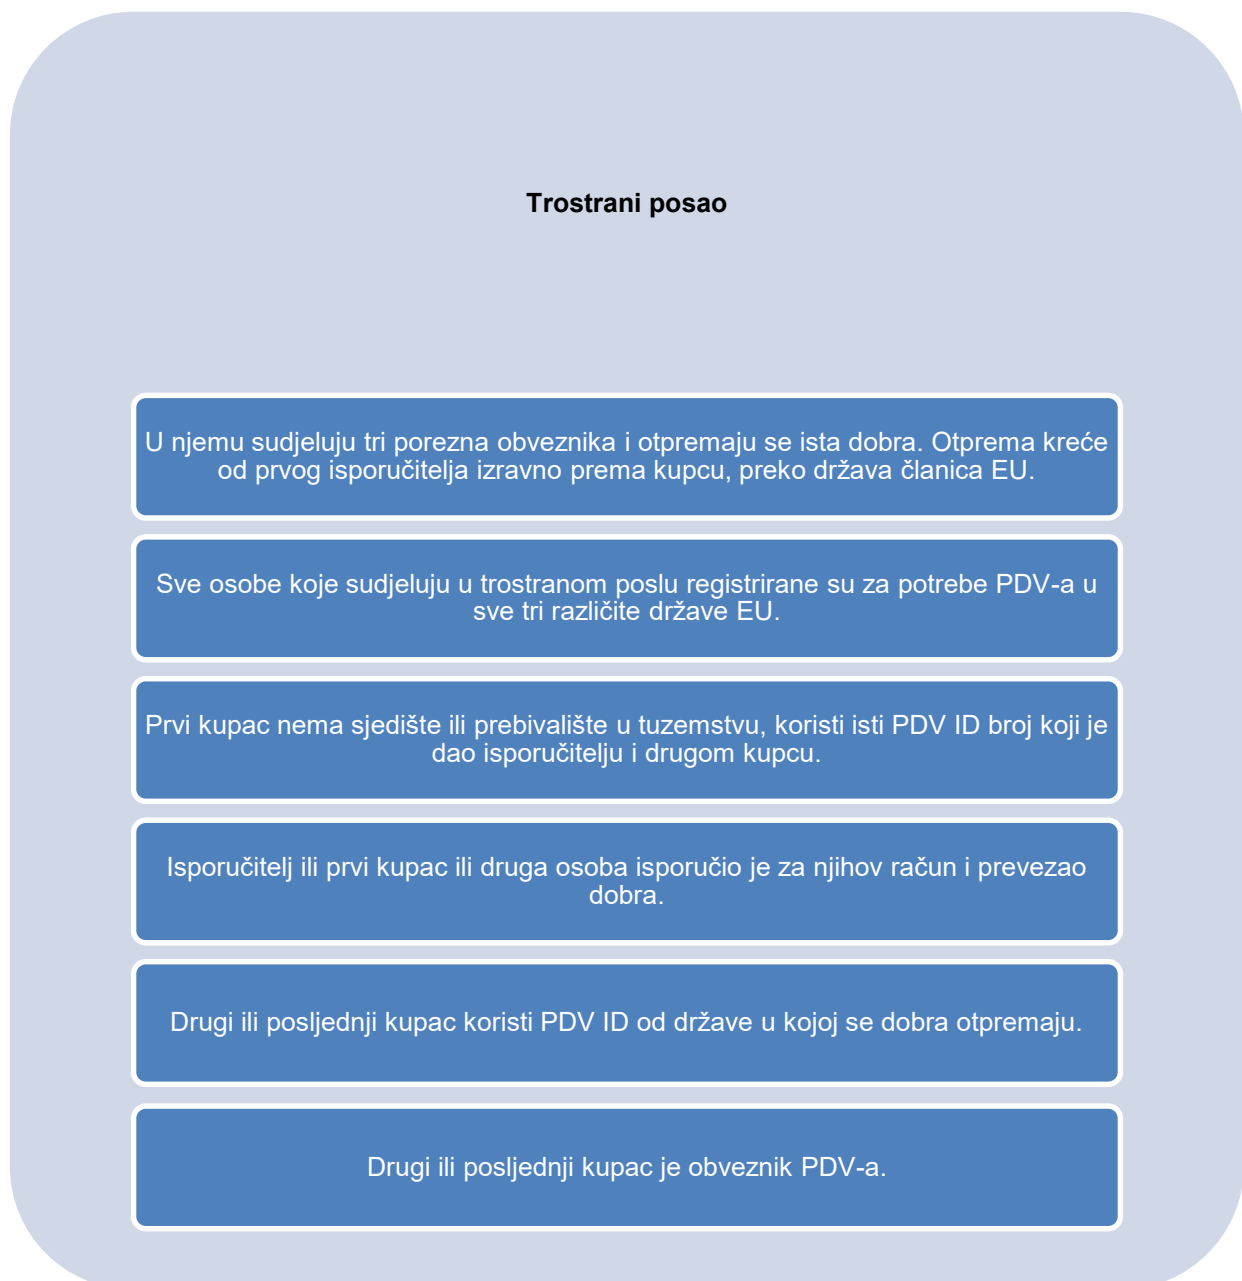 Trostrani posao
U njemu sudjeluju tri porezna obveznika i otpremaju se ista dobra. Otprema kreće
od prvog isporučitelja izravno prema kupcu, preko država članica EU.
Sve osobe koje sudjeluju u trostranom poslu registrirane su za potrebe PDV-a u
sve tri različite države EU.
Prvi kupac nema sjedište ili prebivalište u tuzemstvu, koristi isti PDV ID broj koji je
dao isporučitelju i drugom kupcu.
Isporučitelj ili prvi kupac ili druga osoba isporučio je za njihov račun i prevezao
dobra.
Drugi ili posljednji kupac koristi PDV ID od države u kojoj se dobra otpremaju.
Drugi ili posljednji kupac je obveznik PDV-a.